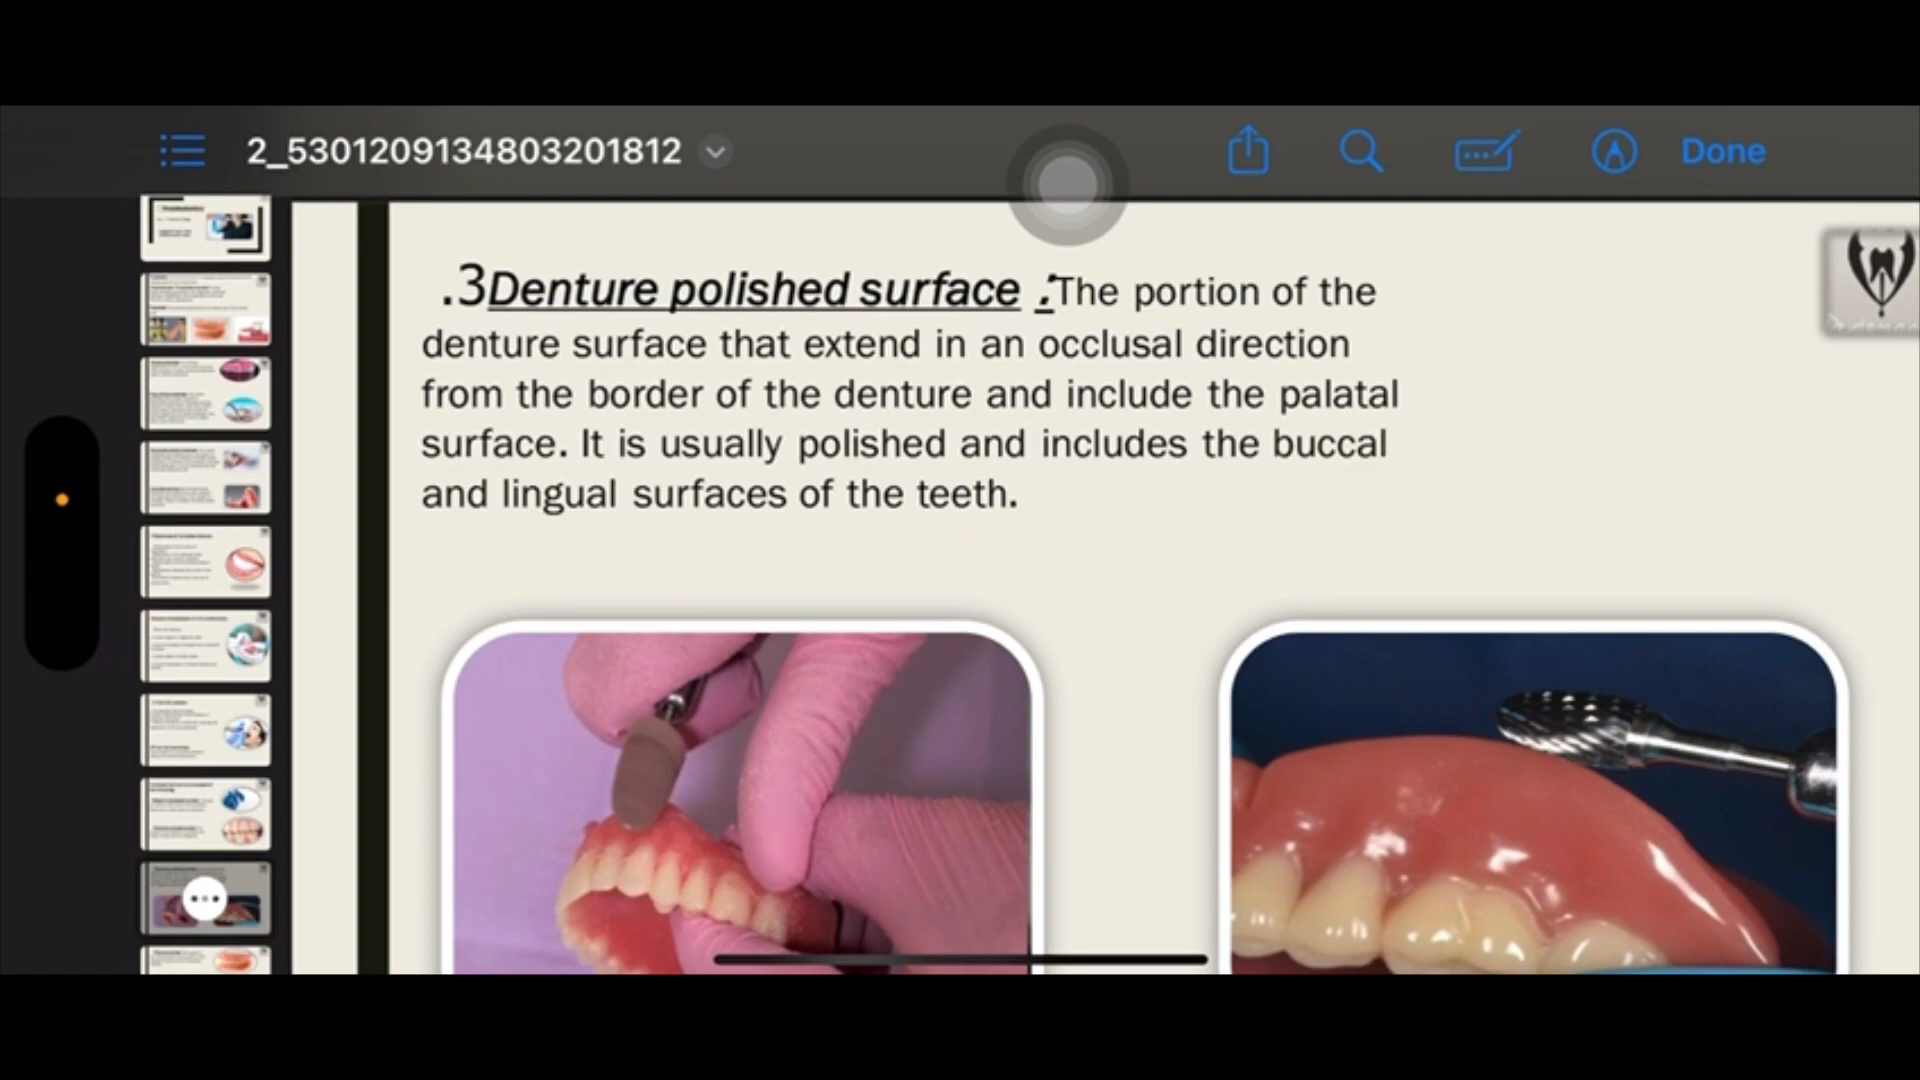 2_5301209134803201812
Done
.3Denture polished surface :The portion of the
denture surface that extend in an occlusal direction
from the border of the denture and include the palatal
surface. It is usually polished and includes the buccal
and lingual surfaces of the teeth.